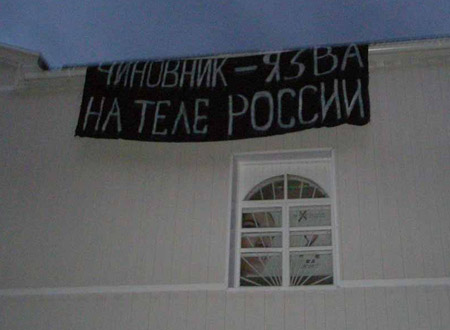 ЧИНОВНИК – ЯЗВА
НА ТЕЛЕ РОССИИ